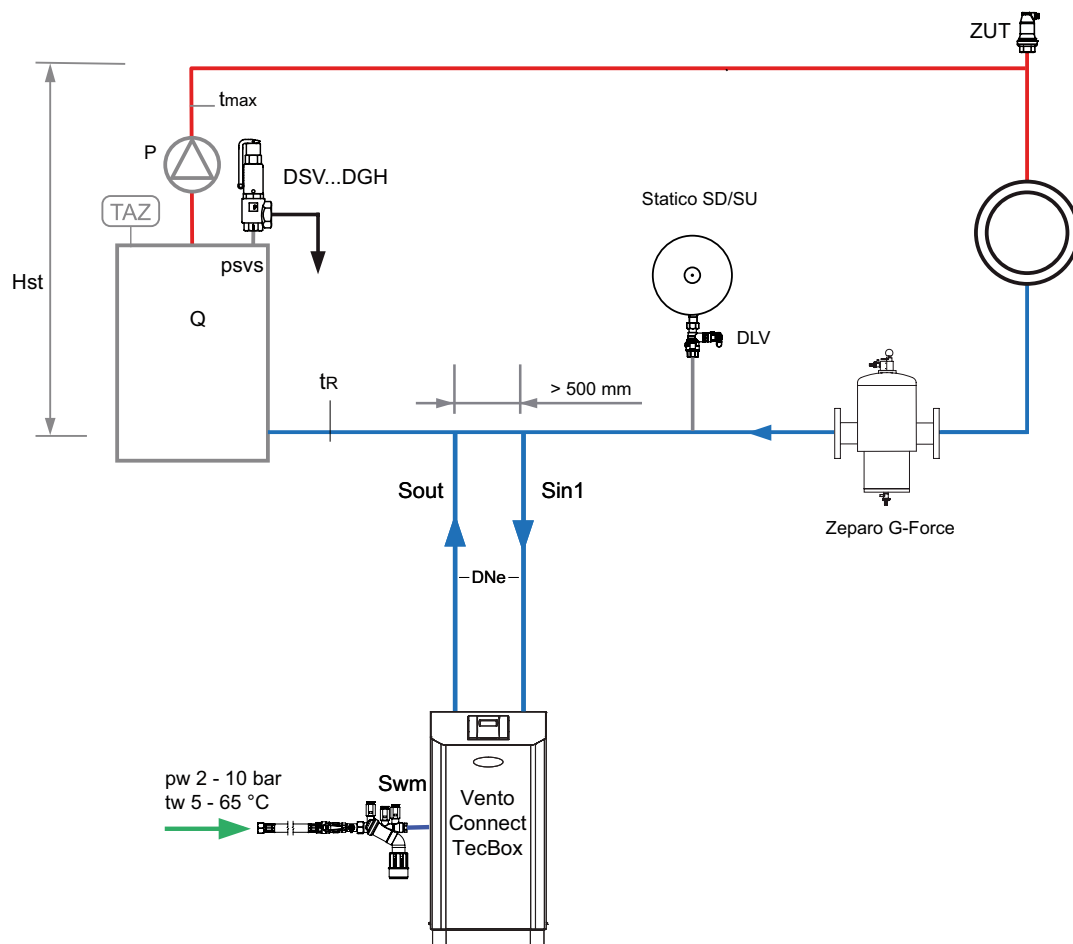 ZUT
tmax
P
DSV...DGH
TAZ
Statico SD/SU
psvs
Hst
Q
DLV
tR
> 500 mm
Sout
Sin1
Zeparo G-Force
DNe
pw 2 - 10 bar
tw 5 - 65 °C
Swm
Vento
Connect
TecBox